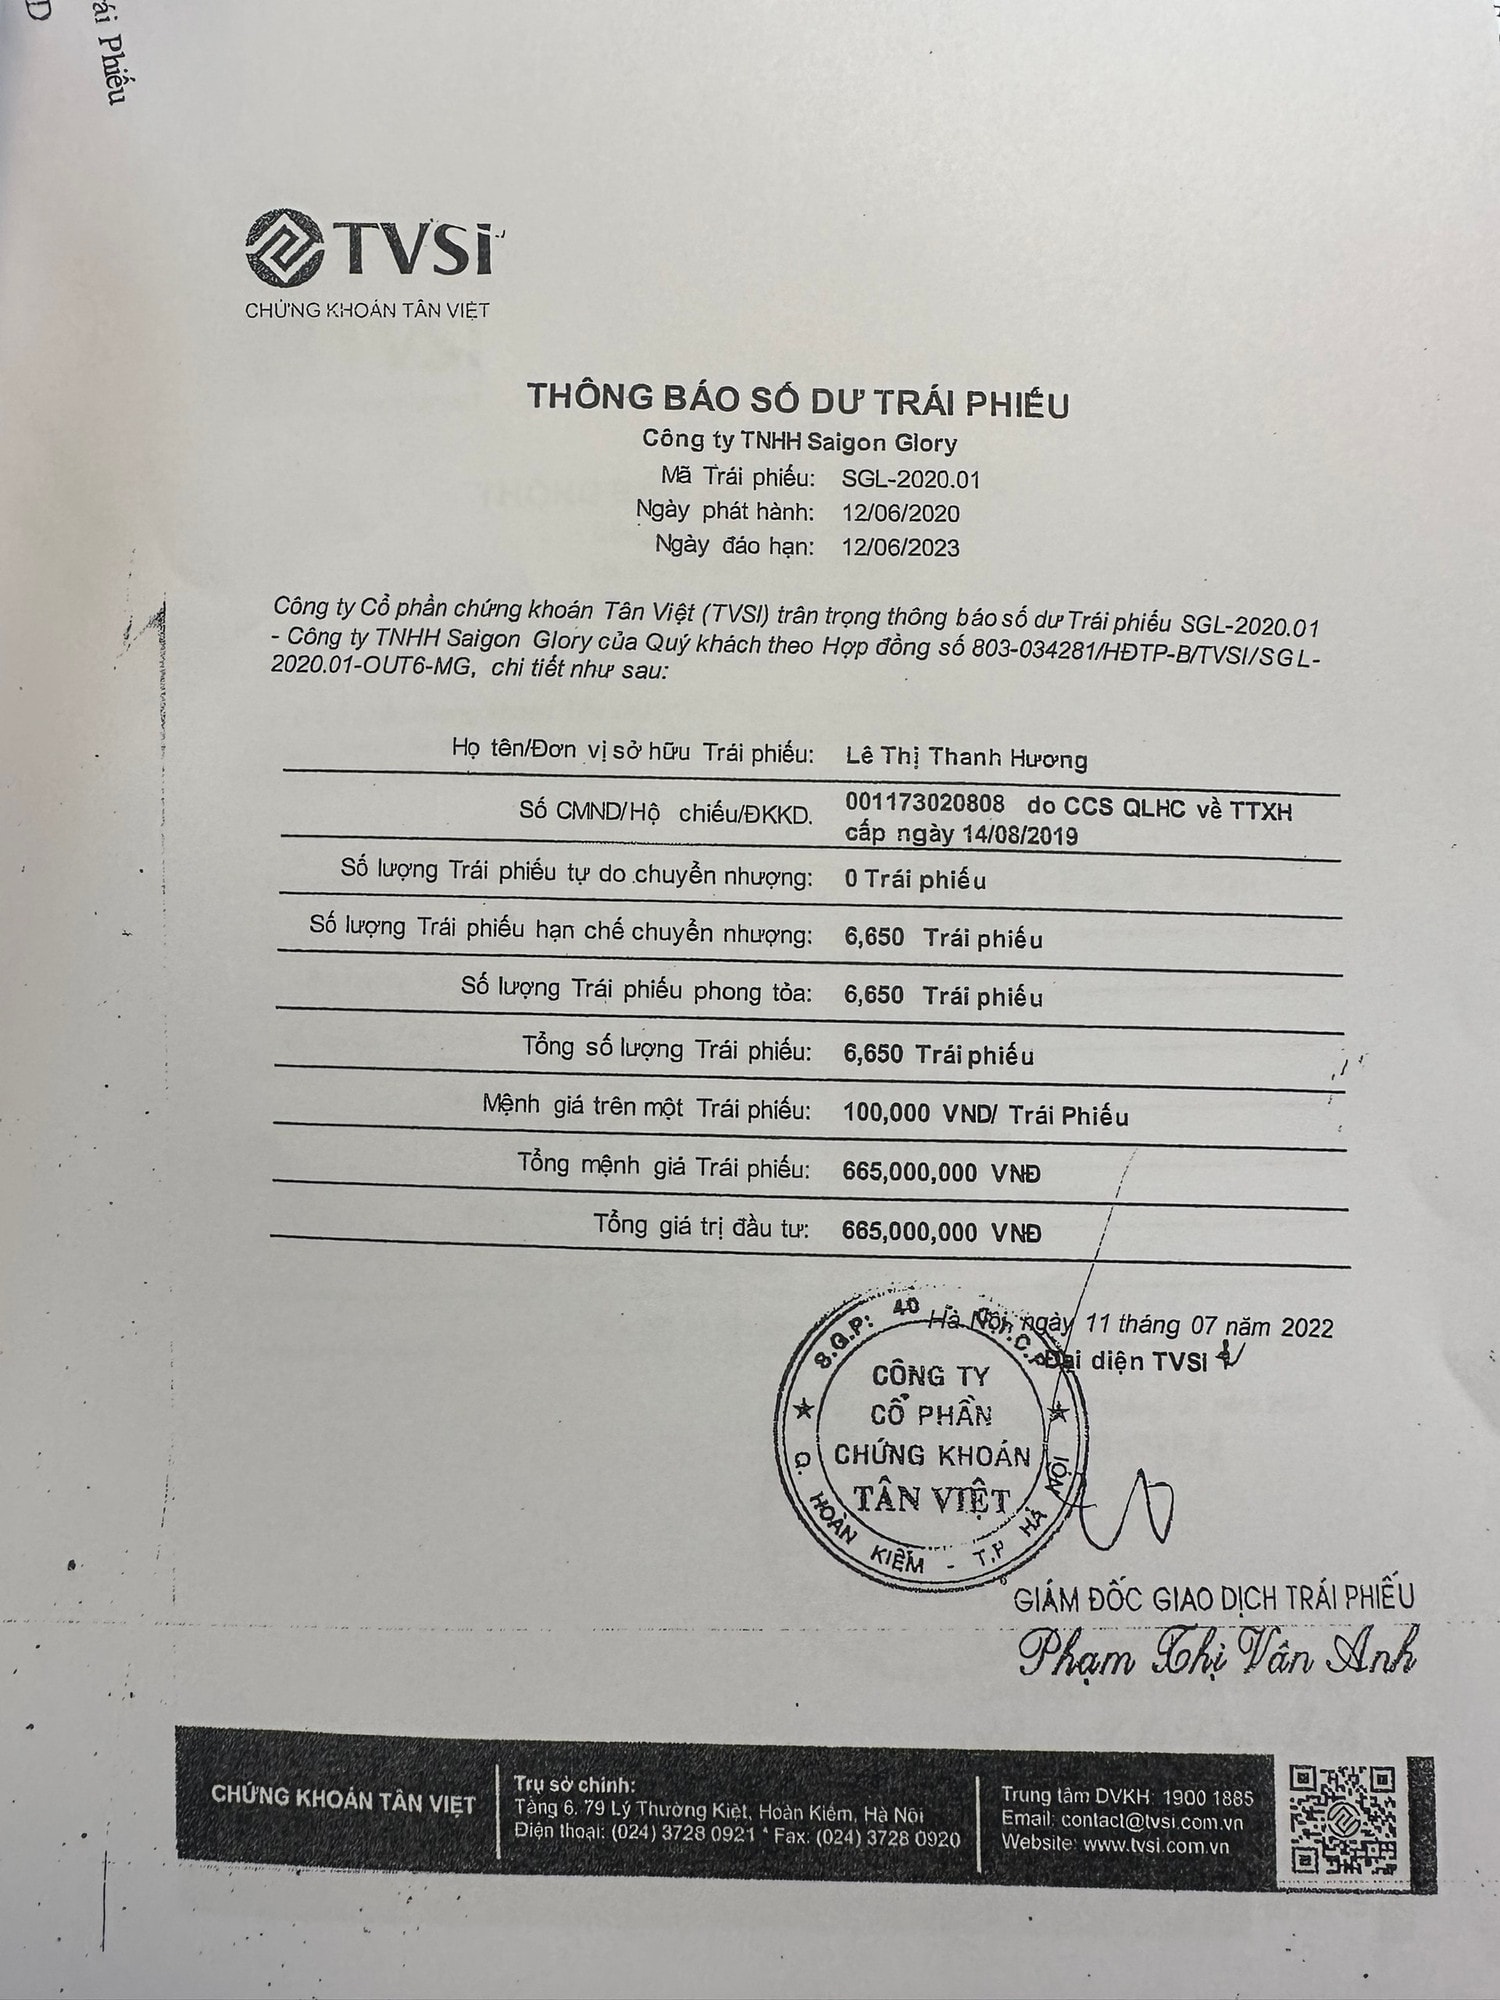 ái Phiếu
D
TVSi
CHỨNG KHOÁN TÂN VIỆT
THÔNG BÁO SỐ DƯ TRÁI PHIẾU
Công ty TNHH Saigon Glory
Mã Trái phiếu: SGL-2020.01
Ngày phát hành: 12/06/2020
Ngày đáo hạn: 12/06/2023
Công ty Cổ phần chứng khoán Tân Việt (TVSI) trân trọng thông báo số dư Trái phiếu SGL-2020.01
- Công ty TNHH Saigon Glory của Quý khách theo Hợp đồng số 803-034281/HĐTP-B/TVSI/SGL-
2020.01-OUT6-MG, chi tiết như sau:
Họ tên/Đơn vị sở hữu Trái phiếu: Lê Thị Thanh Hương
Số CMND/Hộ chiếu/ĐKKD. 001173020808 do CCS QLHC về TTXH
cấp ngày 14/08/2019
Số lượng Trái phiếu tự do chuyển nhượng: 0 Trái phiếu
Số lượng Trái phiếu hạn chế chuyển nhượng: 6,650 Trái phiếu
Số lượng Trái phiếu phong tỏa: 6,650 Trái phiếu
Tổng số lượng Trái phiếu: 6,650 Trái phiếu
Mệnh giá trên một Trái phiếu: 100,000 VND/ Trái Phiếu
Tổng mệnh giá Trái phiếu: 665,000,000 VNĐ
Tổng giá trị đầu tư: 665,000,000 VNĐ
Hà Nội, ngày 11 tháng 07 năm 2022
Đại diện TVSI
S.G.P: 40
CÔNG TY
CỔ PHẦN
CHỨNG KHOÁN
TÂN VIỆT
Q. HOÀN KIẾM - T.P HÀ NỘI
GIÁM ĐỐC GIAO DỊCH TRÁI PHIẾU
Phạm Thị Vân Anh
CHỨNG KHOÁN TÂN VIỆT
Trụ sở chính:
Tầng 6. 79 Lý Thường Kiệt, Hoàn Kiếm, Hà Nội
Điện thoại: (024) 3728 0921 * Fax: (024) 3728 0920
Trung tâm DVKH: 1900 1885
Email: contact@tvsi.com.vn
Website: www.tvsi.com.vn